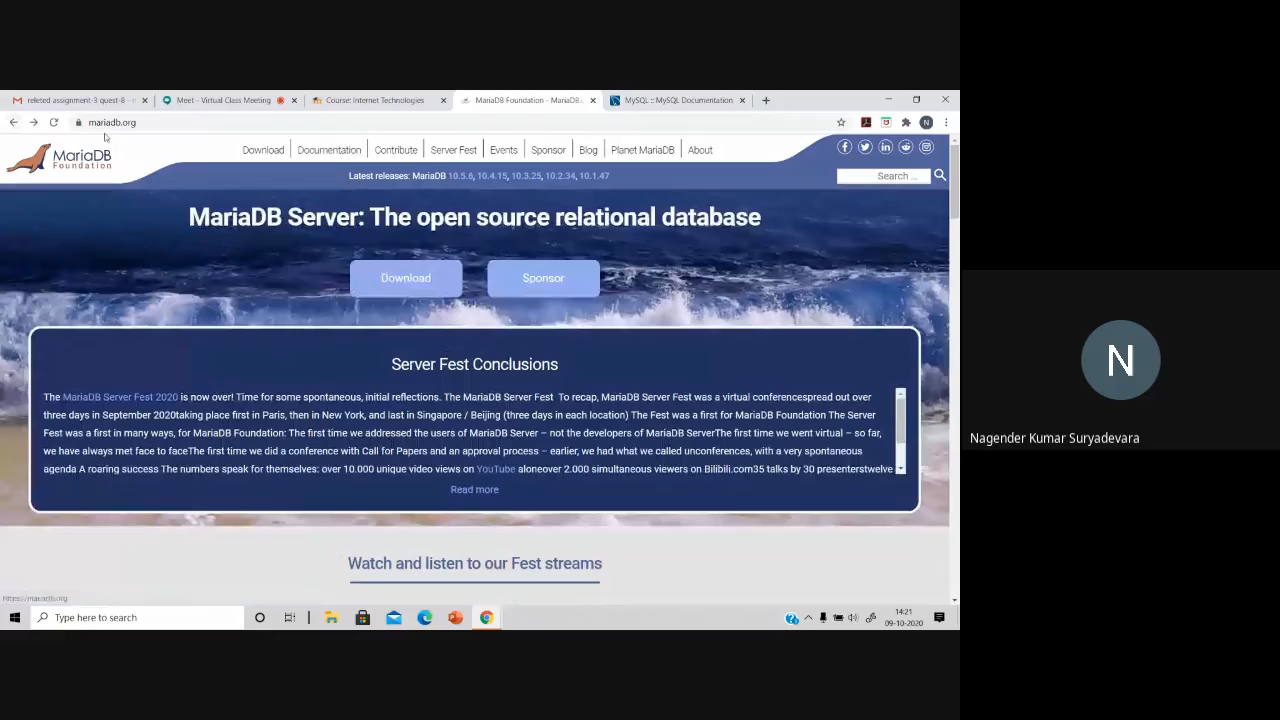 releted assignment-3 quest-8 -
Meet - Virtual Class Meeting
Course: Internet Technologies
MariaDB Foundation - MariaDB.
MySQL :: MySQL Documentation
mariadb.org
N
MariaDB
Foundation
Download
Documentation
Contribute
Server Fest
Events
Sponsor
Blog
Planet MariaDB
About
Latest releases: MariaDB 10.5.6, 10.4.15, 10.3.25, 10.2.34, 10.1.47
Search ...
MariaDB Server: The open source relational database
Download
Sponsor
Server Fest Conclusions
The MariaDB Server Fest 2020 is now over! Time for some spontaneous, initial reflections. The MariaDB Server Fest To recap, MariaDB Server Fest was a virtual conferencespread out over
three days in September 2020taking place first in Paris, then in New York, and last in Singapore / Beijing (three days in each location) The Fest was a first for MariaDB Foundation The Server
Fest was a first in many ways, for MariaDB Foundation: The first time we addressed the users of MariaDB Server – not the developers of MariaDB ServerThe first time we went virtual – so far,
we have always met face to faceThe first time we did a conference with Call for Papers and an approval process – earlier, we had what we called unconferences, with a very spontaneous
agenda A roaring success The numbers speak for themselves: over 10.000 unique video views on YouTube aloneover 2.000 simultaneous viewers on Bilibili.com35 talks by 30 presenterstwelve
Read more
Watch and listen to our Fest streams
https://mariadb.org
Type here to search
14:21
09-10-2020
N
Nagender Kumar Suryadevara